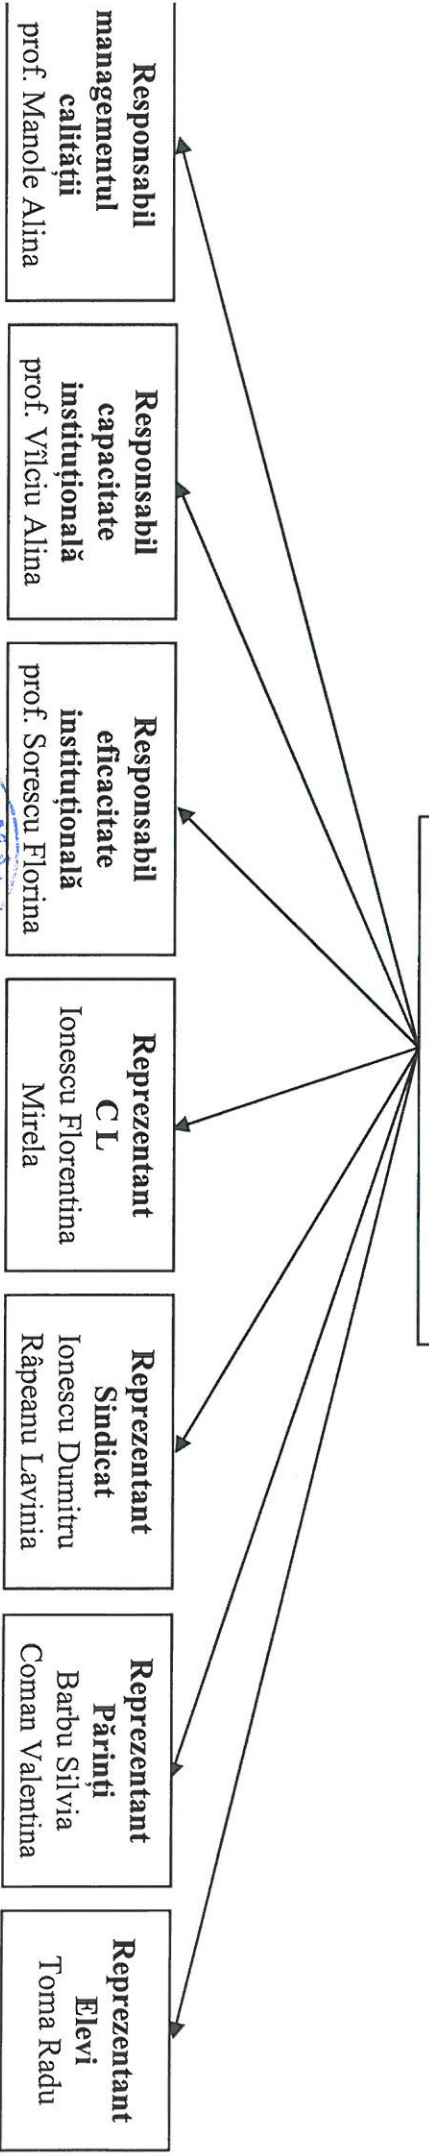 Responsabil
managementul
calității
prof. Manole Alina
Responsabil
capacitate
instituțională
prof. Vîlciu Alina
Responsabil
eficacitate
instituțională
prof. Sorescu Florina
Reprezentant
C L
Ionescu Florentina
Mirela
Reprezentant
Sindicat
Ionescu Dumitru
Râpeanu Lavinia
Reprezentant
Părinți
Barbu Silvia
Coman Valentina
Reprezentant
Elevi
Toma Radu